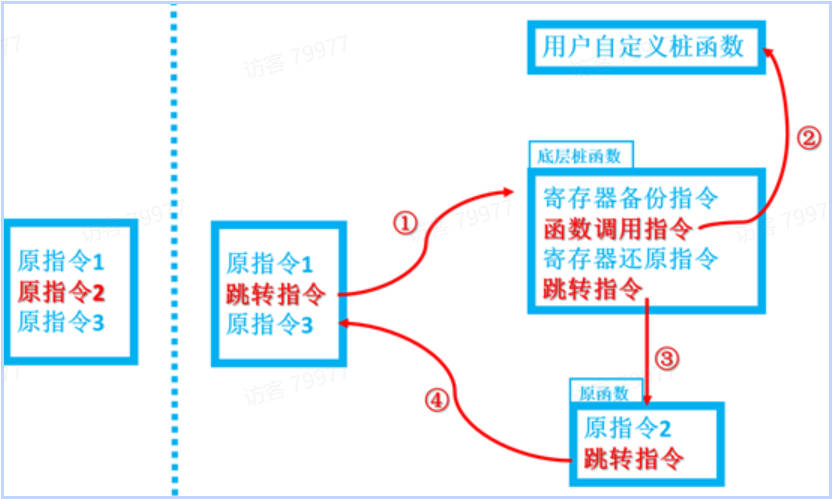 访客 79977
用户自定义桩函数
②
底层桩函数
寄存器备份指令
函数调用指令
寄存器还原指令
跳转指令
①
原指令1
原指令2
原指令3
原指令1
跳转指令
原指令3
③
④
原函数
原指令2
跳转指令
访客 79977
访客 79977
访客 79977